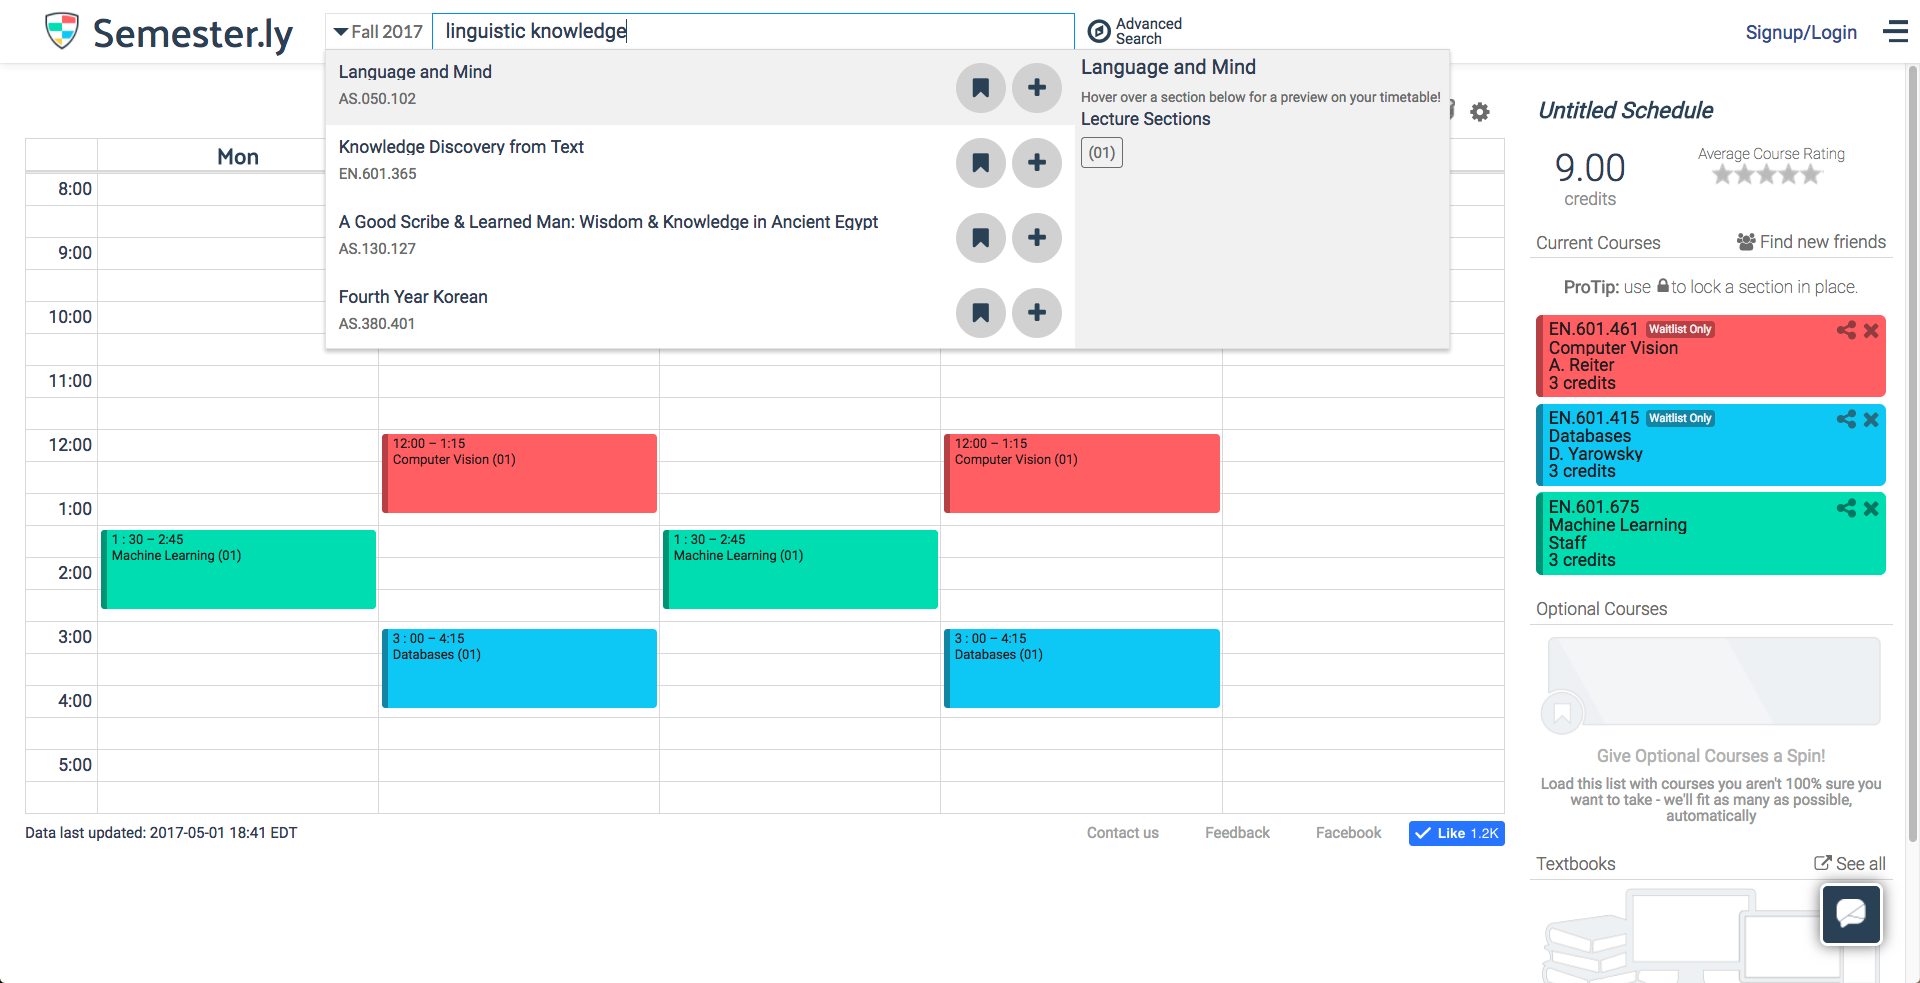 Semester.ly
Fall 2017
linguistic knowledge
Advanced
Search
Signup/Login
Language and Mind
AS.050.102
Knowledge Discovery from Text
EN.601.365
A Good Scribe & Learned Man: Wisdom & Knowledge in Ancient Egypt
AS.130.127
Fourth Year Korean
AS.380.401
Language and Mind
Hover over a section below for a preview on your timetable!
Lecture Sections
(01)
Mon
8:00
9:00
10:00
11:00
12:00
1:00
2:00
3:00
4:00
5:00
12:00 – 1:15
Computer Vision (01)
12:00 – 1:15
Computer Vision (01)
1 : 30 – 2:45
Machine Learning (01)
1 : 30 – 2:45
Machine Learning (01)
3 : 00 – 4:15
Databases (01)
3 : 00 – 4:15
Databases (01)
Data last updated: 2017-05-01 18:41 EDT
Contact us
Feedback
Facebook
Like 1.2K
Untitled Schedule
9.00
credits
Average Course Rating
Current Courses
Find new friends
ProTip: use to lock a section in place.
EN.601.461 Waitlist Only
Computer Vision
A. Reiter
3 credits
EN.601.415 Waitlist Only
Databases
D. Yarowsky
3 credits
EN.601.675
Machine Learning
Staff
3 credits
Optional Courses
Give Optional Courses a Spin!
Load this list with courses you aren't 100% sure you
want to take - we'll fit as many as possible,
automatically
Textbooks
See all